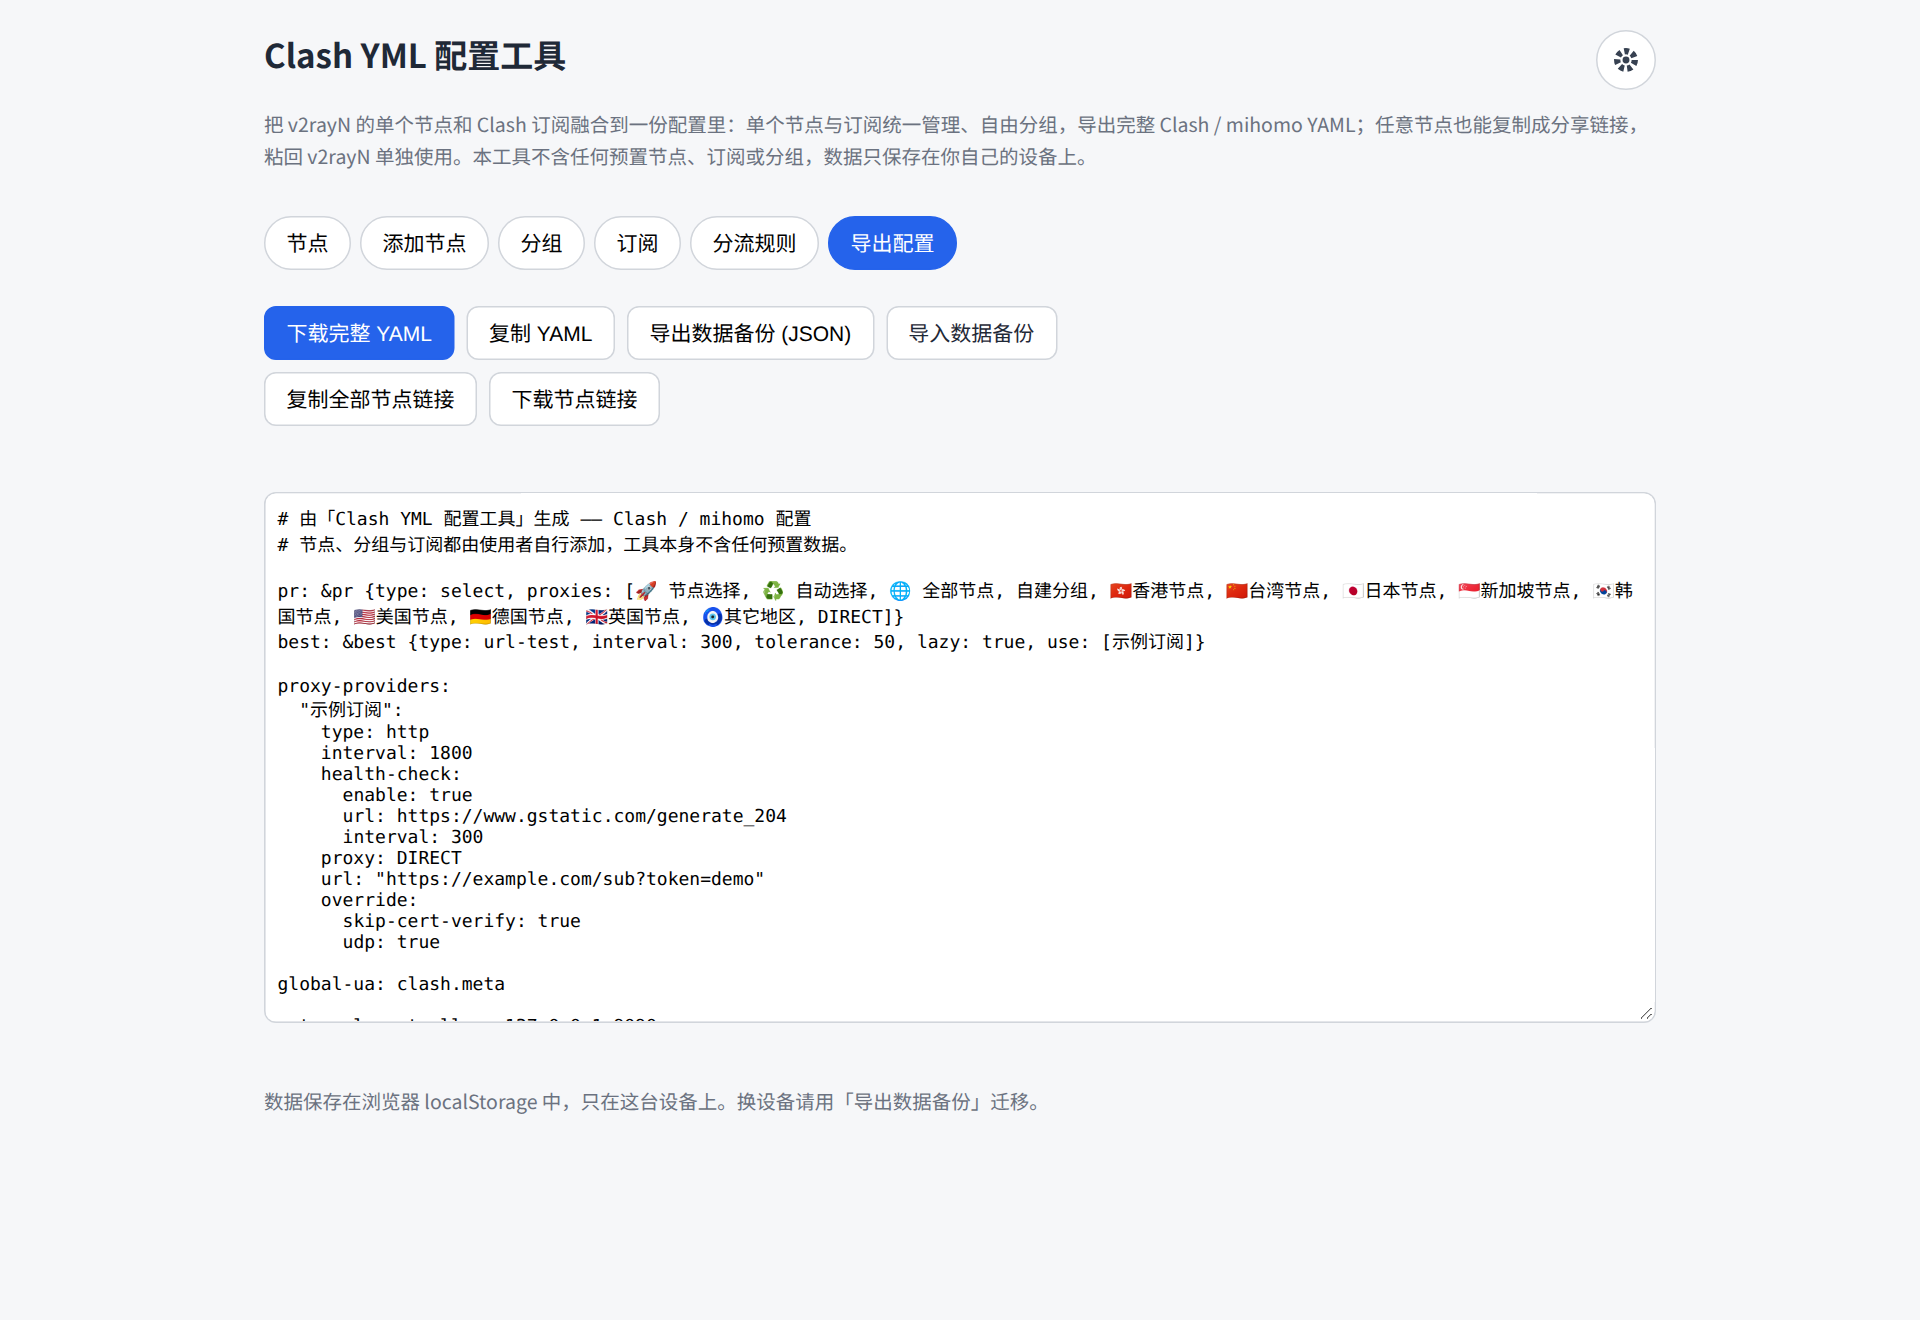 Clash YML 配置工具
把 v2rayN 的单个节点和 Clash 订阅融合到一份配置里：单个节点与订阅统一管理、自由分组，导出完整 Clash / mihomo YAML；任意节点也能复制成分享链接，
粘回 v2rayN 单独使用。本工具不含任何预置节点、订阅或分组，数据只保存在你自己的设备上。
节点 添加节点 分组 订阅 分流规则 导出配置
下载完整 YAML 复制 YAML 导出数据备份 (JSON) 导入数据备份
复制全部节点链接 下载节点链接
# 由「Clash YML 配置工具」生成 —— Clash / mihomo 配置
# 节点、分组与订阅都由使用者自行添加，工具本身不含任何预置数据。
pr: &pr {type: select, proxies: [🚀 节点选择, ♻️ 自动选择, 🌐 全部节点, 自建分组, 🇭🇰香港节点, 🇨🇳台湾节点, 🇯🇵日本节点, 🇸🇬新加坡节点, 🇰🇷韩
国节点, 🇺🇸美国节点, 🇩🇪德国节点, 🇬🇧英国节点, 🧿其它地区, DIRECT]}
best: &best {type: url-test, interval: 300, tolerance: 50, lazy: true, use: [示例订阅]}
proxy-providers:
"示例订阅":
type: http
interval: 1800
health-check:
enable: true
url: https://www.gstatic.com/generate_204
interval: 300
proxy: DIRECT
url: "https://example.com/sub?token=demo"
override:
skip-cert-verify: true
udp: true
global-ua: clash.meta
数据保存在浏览器 localStorage 中，只在这台设备上。换设备请用「导出数据备份」迁移。